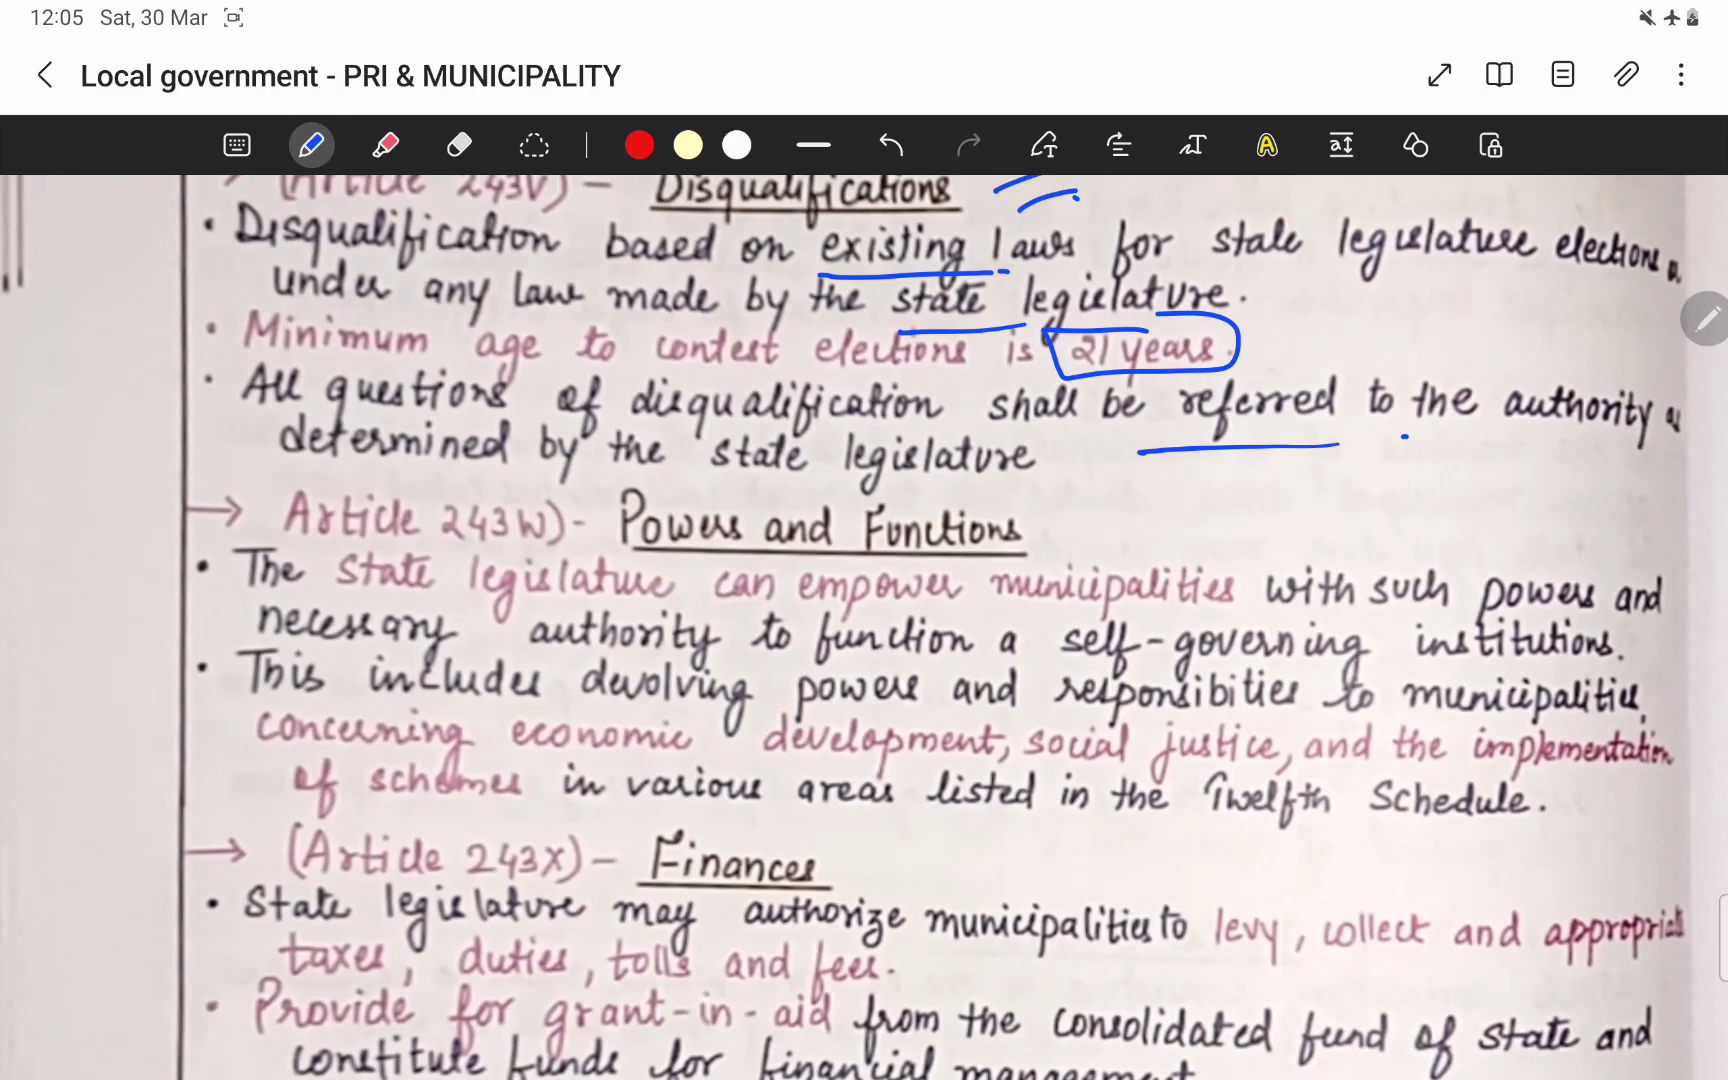 12:05 Sat, 30 Mar
Local government - PRI & MUNICIPALITY
(Article 243V) - Disqualifications
• Disqualification based on existing laws for state legislature elections
under any law made by the state legislature.
• Minimum age to contest elections is 21 years.
• All questions of disqualification shall be referred to the authority as
determined by the state legislature
→ Article 243W) - Powers and Functions
• The State legislature can empower municipalities with such powers and
necessary authority to function a self-governing institutions.
• This includes devolving powers and responsibities to municipalities
concerning economic development, social justice, and the implementation
of schemes in various areas listed in the Twelfth Schedule.
→ (Article 243X) - Finances
• State legislature may authorize municipalities to levy, collect and appropriate
taxes, duties, tolls and fees.
• Provide for grant-in-aid from the consolidated fund of state and
constitute funds for financial management